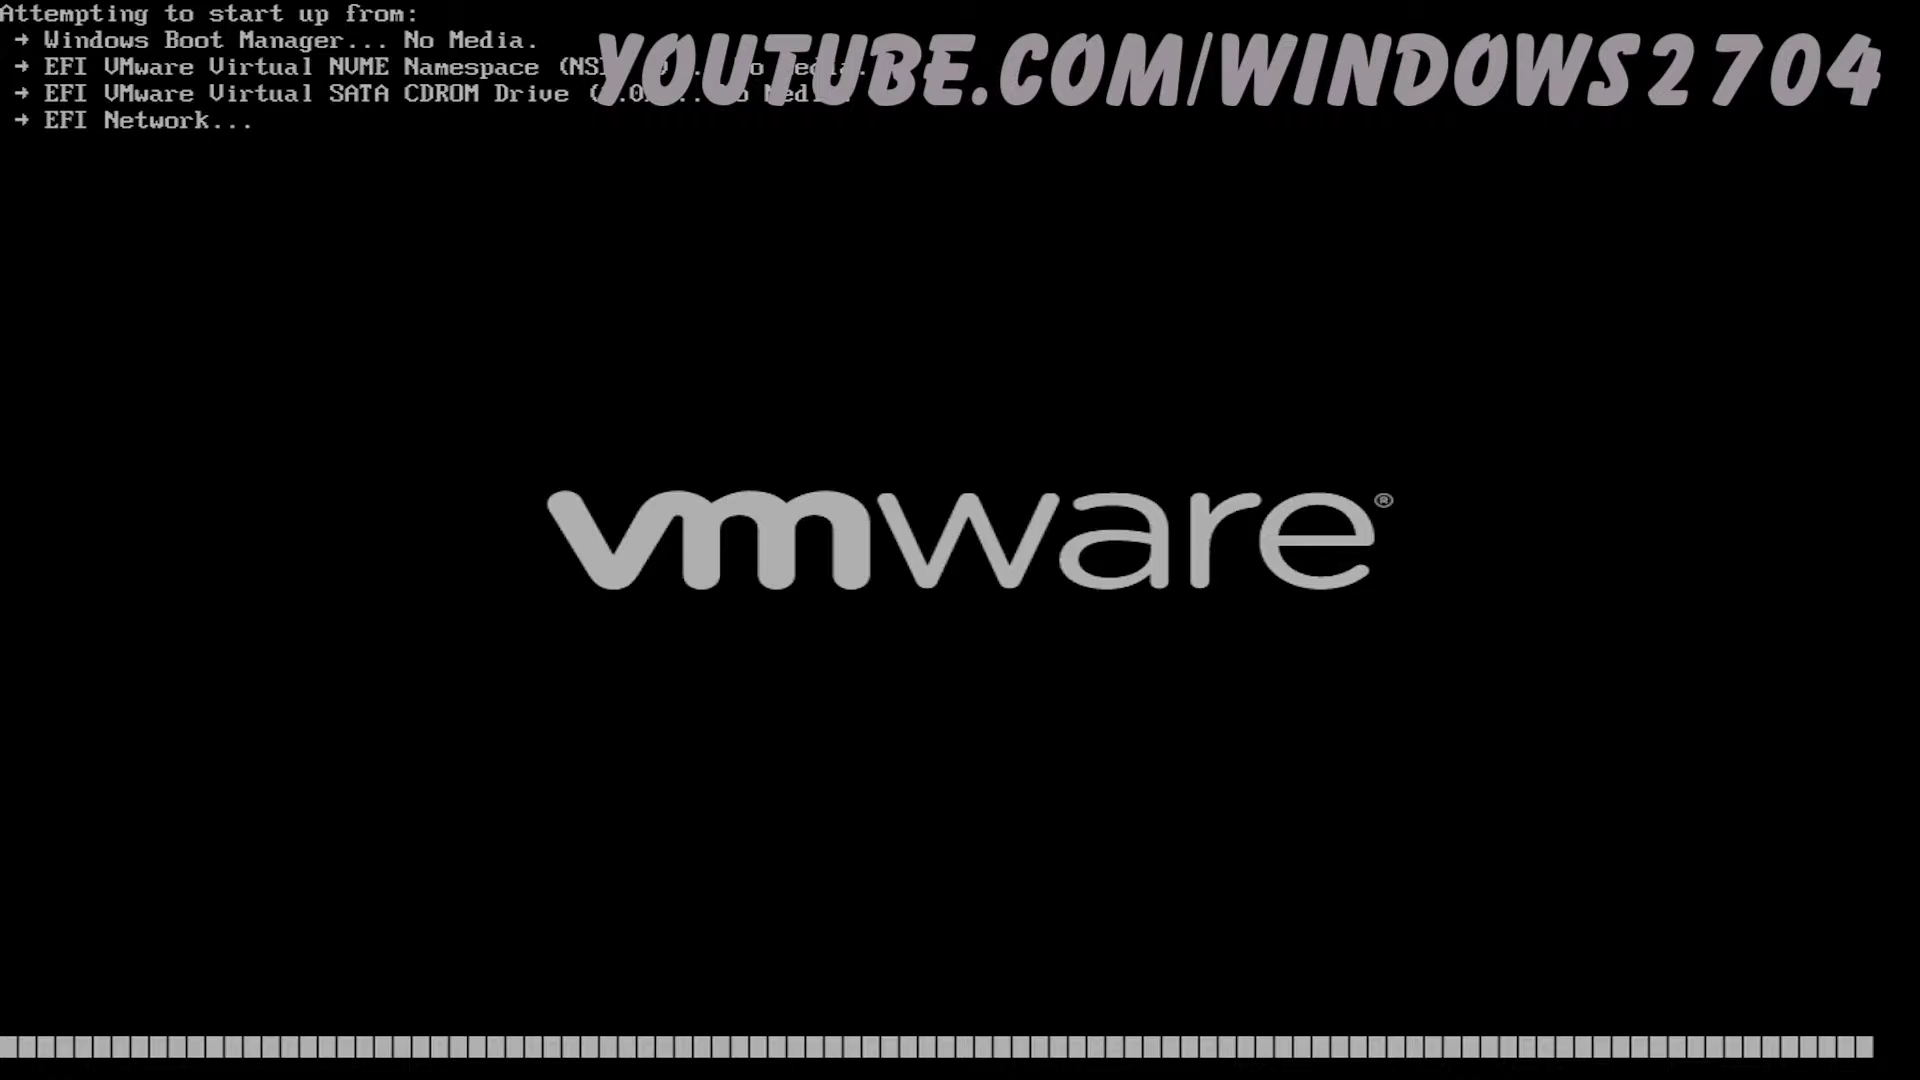 Attempting to start up from:
→ Windows Boot Manager... No Media.
→ EFI VMware Virtual NVME Namespace
→ EFI VMware Virtual SATA CDROM Drive
→ EFI Network...
YOUTUBE.COM/WINDOWS2704
vmware®